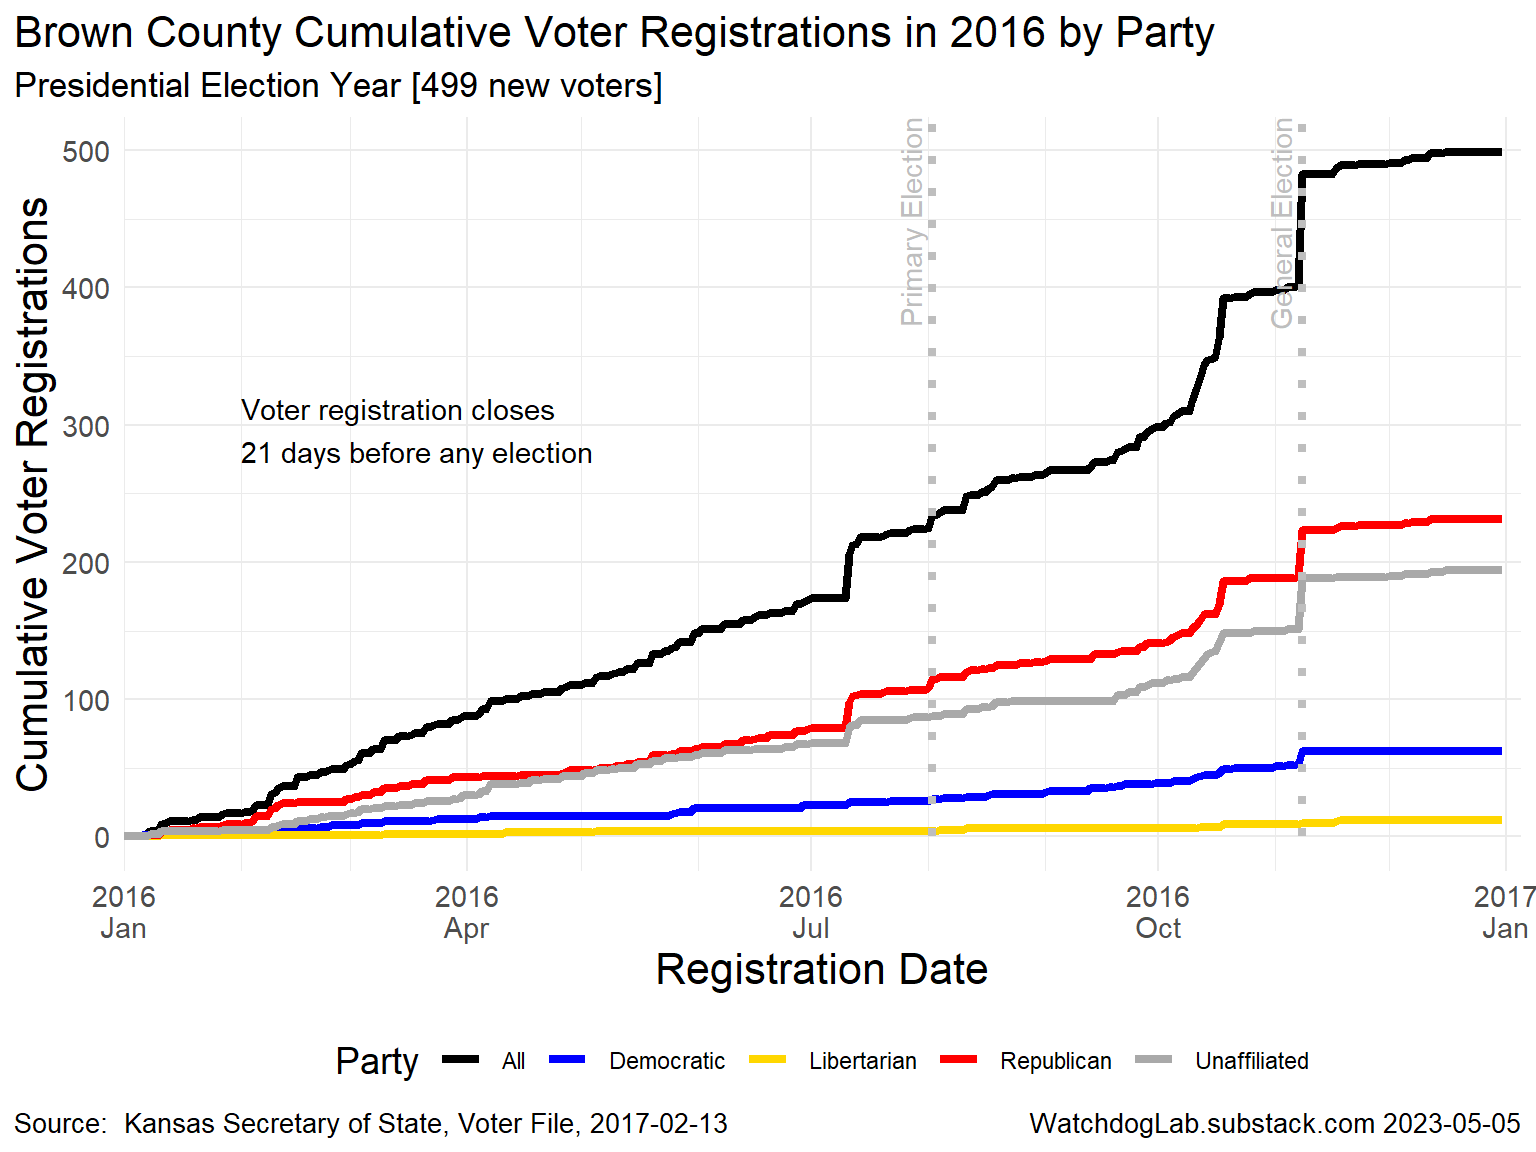 Brown County Cumulative Voter Registrations in 2016 by Party
Presidential Election Year [499 new voters]
Cumulative Voter Registrations
500
400
300
200
100
0
Primary Election
General Election
Voter registration closes
21 days before any election
2016
Jan
2016
Apr
2016
Jul
2016
Oct
2017
Jan
Registration Date
Party
All
Democratic
Libertarian
Republican
Unaffiliated
Source:  Kansas Secretary of State, Voter File, 2017-02-13
WatchdogLab.substack.com 2023-05-05